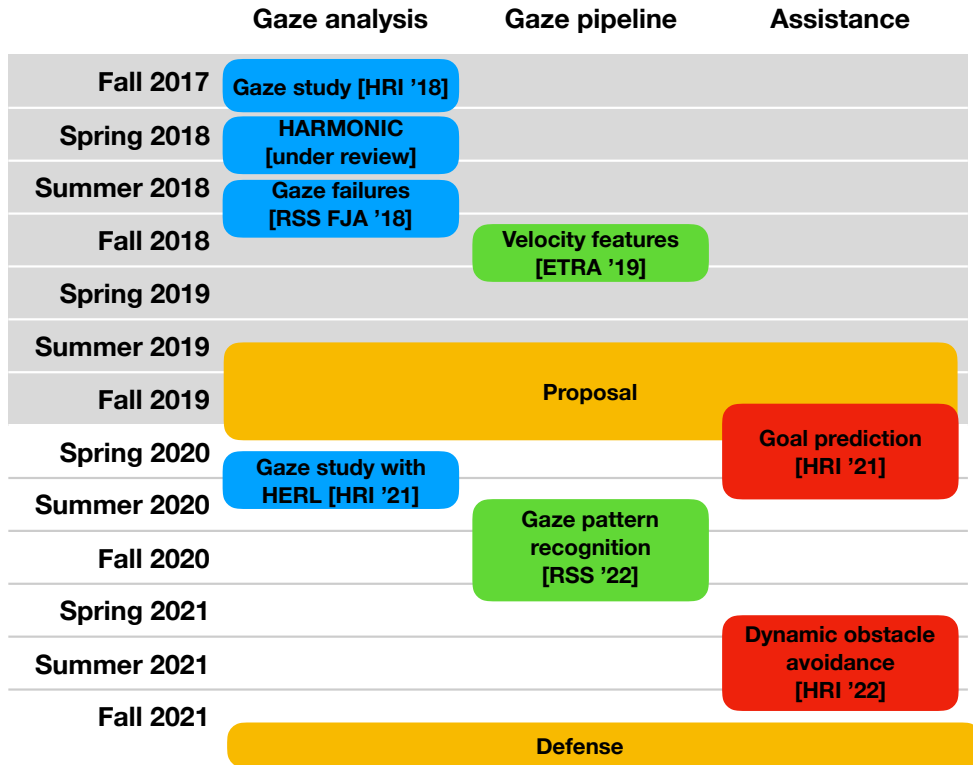 Gaze analysis Gaze pipeline Assistance
Fall 2017
Gaze study [HRI ’18]
Spring 2018
HARMONIC
[under review]
Summer 2018
Gaze failures
[RSS FJA ’18]
Fall 2018
Velocity features
[ETRA ’19]
Spring 2019
Summer 2019
Proposal
Fall 2019
Goal prediction
[HRI ’21]
Spring 2020
Gaze study with
HERL [HRI ’21]
Summer 2020
Gaze pattern
recognition
[RSS ’22]
Fall 2020
Spring 2021
Dynamic obstacle
avoidance
[HRI ’22]
Summer 2021
Fall 2021
Defense